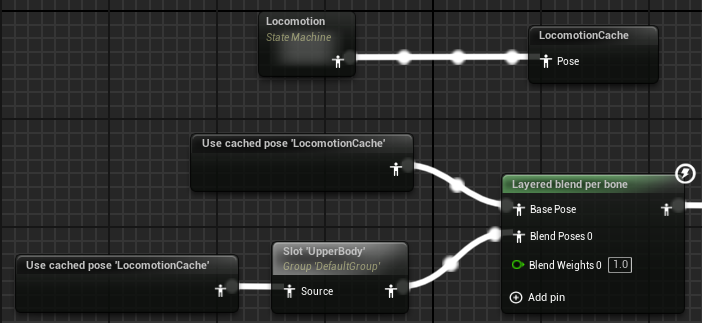 Locomotion
State Machine
LocomotionCache
Pose
Use cached pose 'LocomotionCache'
Layered blend per bone
Base Pose
Blend Poses 0
Blend Weights 0 1.0
Add pin
Slot 'UpperBody'
Group 'DefaultGroup'
Source
Use cached pose 'LocomotionCache'